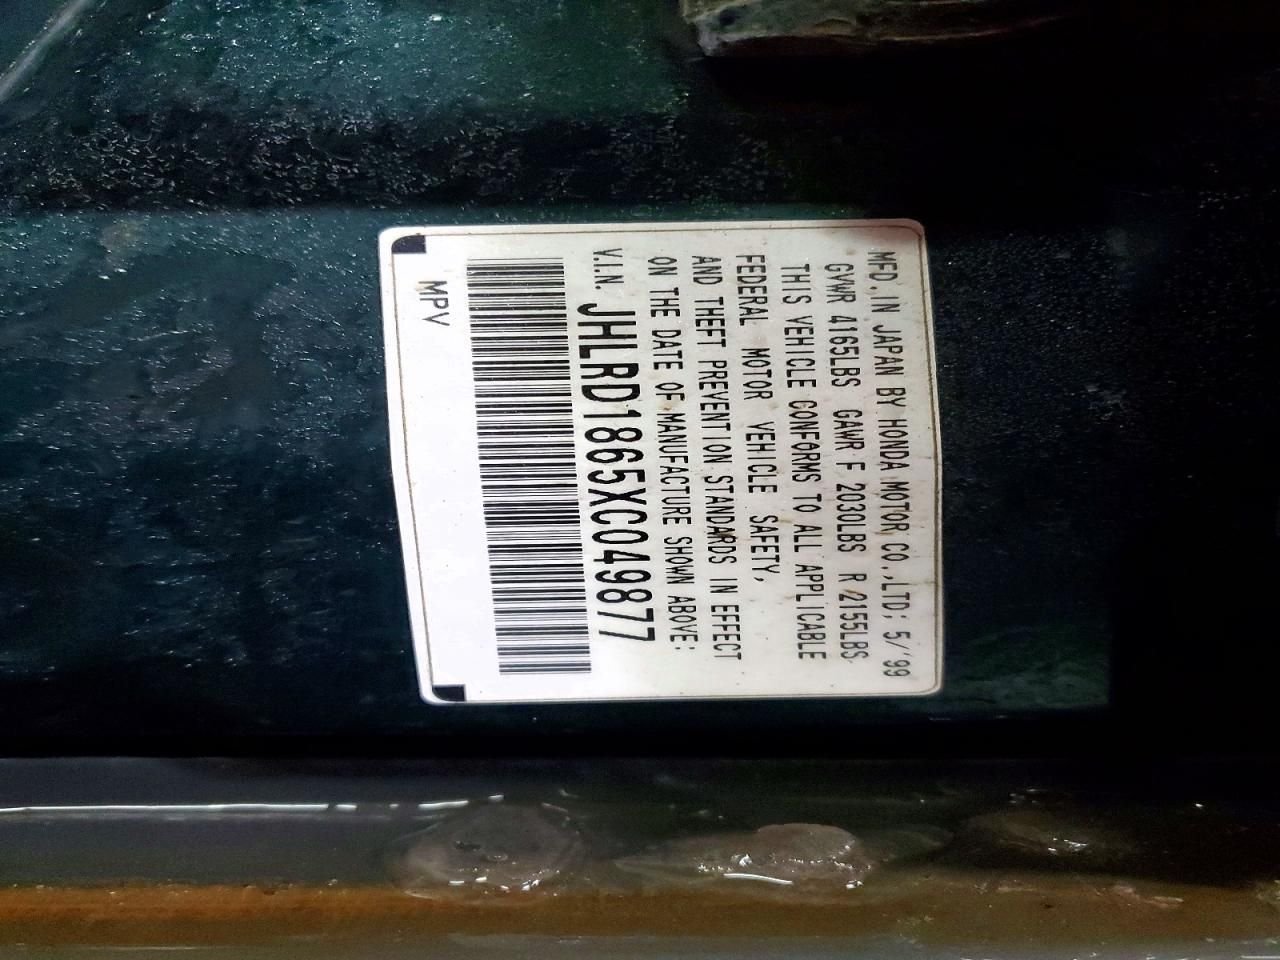 MFD. IN JAPAN BY HONDA MOTOR CO.,LTD; 5/'99
GVWR 4165LBS GAWR F 2030LBS R 2155LBS
THIS VEHICLE CONFORMS TO ALL APPLICABLE
FEDERAL MOTOR VEHICLE SAFETY,
AND THEFT PREVENTION STANDARDS IN EFFECT
ON THE DATE OF MANUFACTURE SHOWN ABOVE;
V.I.N. JHLRD1865XC049877
MPV